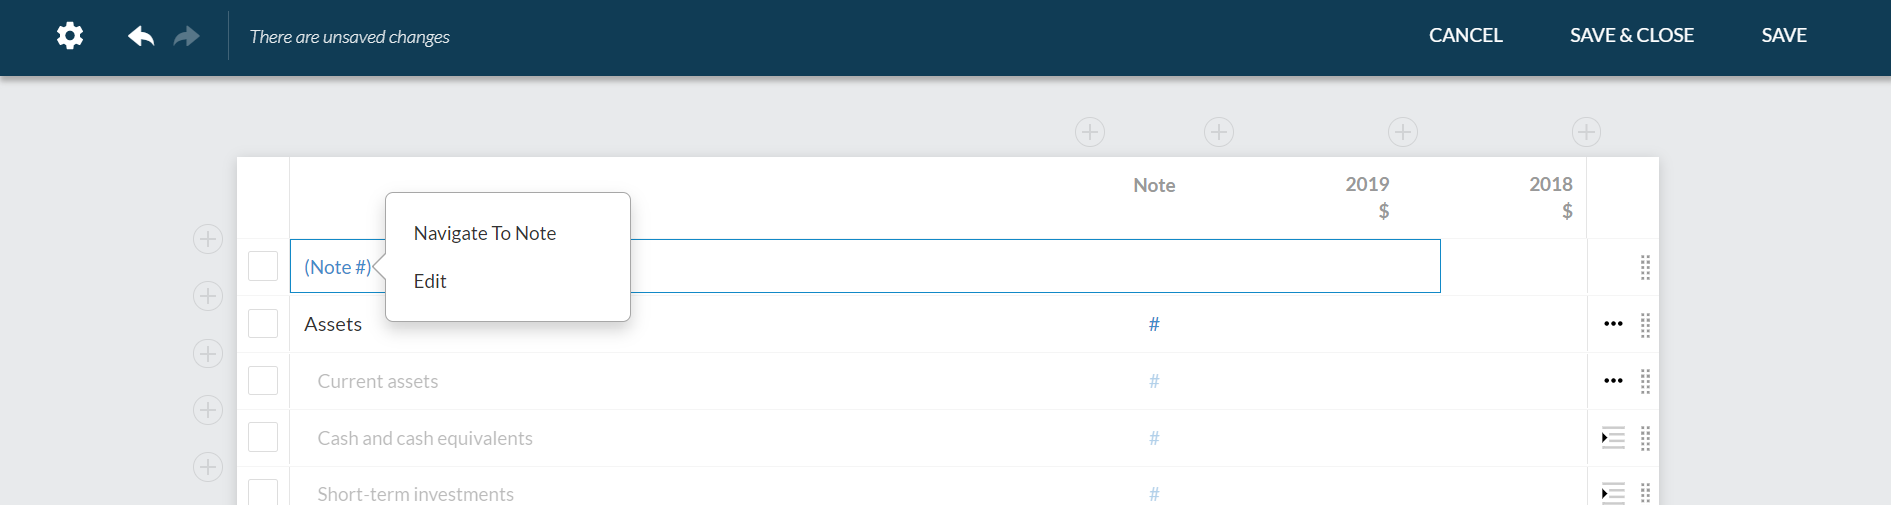 There are unsaved changes
CANCEL SAVE & CLOSE SAVE
Note 2019 2018
$ $
Navigate To Note
(Note #)
Edit
Assets #
Current assets #
Cash and cash equivalents #
Short-term investments #